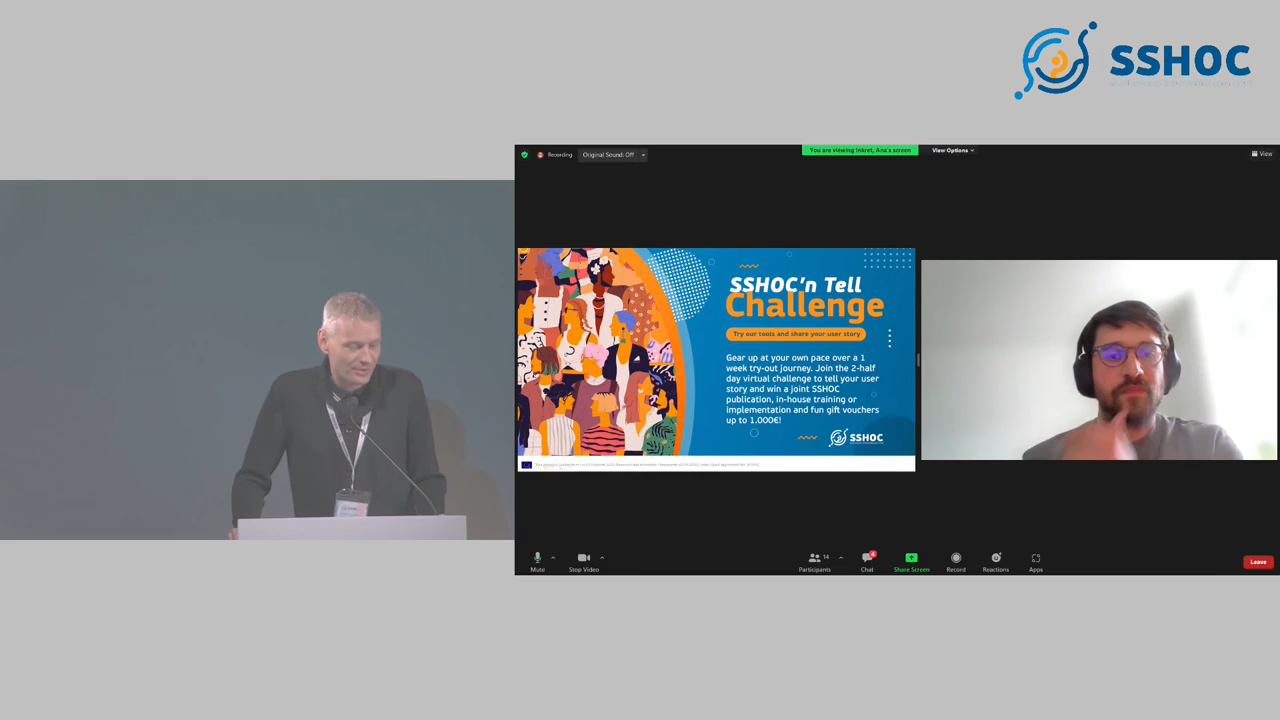 SSHOC
Recording
Original Sound: Off
You are viewing Inkret, Ana's screen
View Options
View
SSHOC'n Tell
Challenge
Try our tools and share your user story
Gear up at your own pace over a 1
week try-out journey. Join the 2-half
day virtual challenge to tell your user
story and win a joint SSHOC
publication, in-house training or
implementation and fun gift vouchers
up to 1.000€!
SSHOC
Mute
Stop Video
14
Participants
4
Chat
Share Screen
Record
Reactions
Apps
Leave